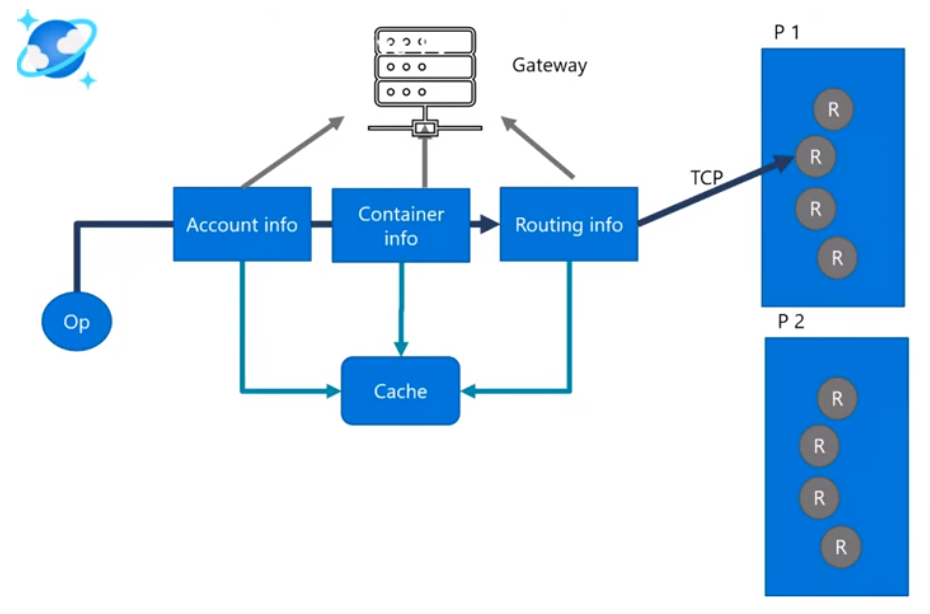 P 1
Gateway
R
R
TCP
R
R
Account info
Container
info
Routing info
Op
P 2
Cache
R
R
R
R